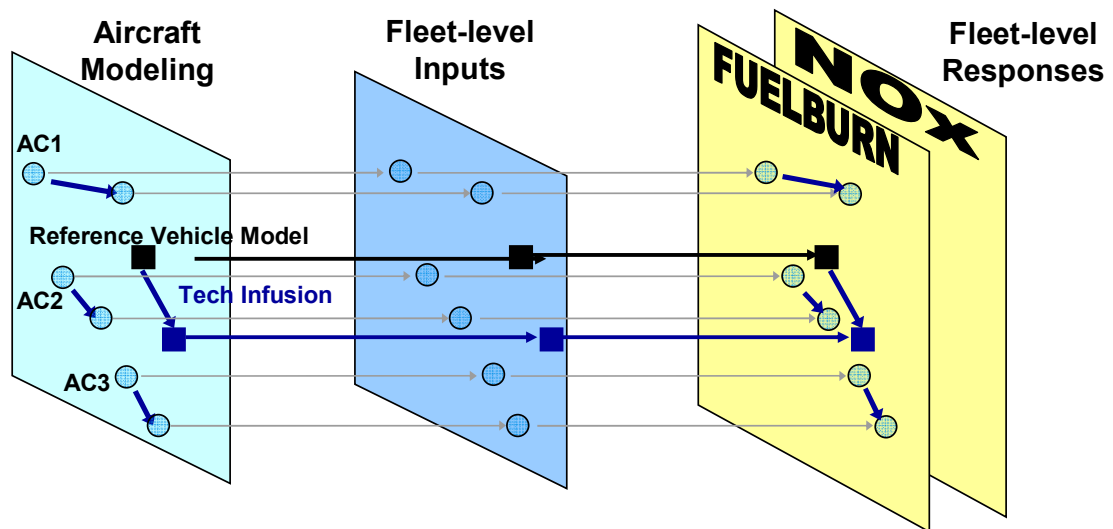 Aircraft
Modeling
Fleet-level
Inputs
Fleet-level
Responses
NOx
FUELBURN
AC1
Reference Vehicle Model
Tech Infusion
AC2
AC3